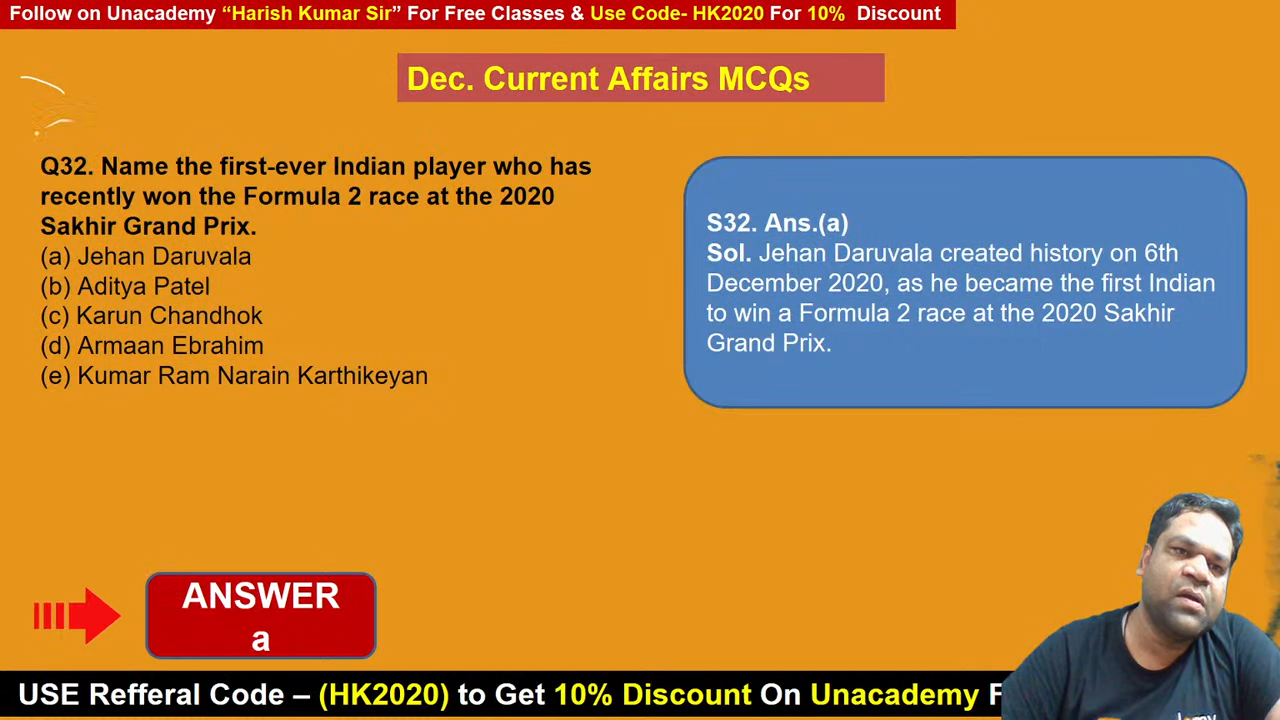 Follow on Unacademy “Harish Kumar Sir” For Free Classes & Use Code- HK2020 For 10% Discount
Dec. Current Affairs MCQs
Q32. Name the first-ever Indian player who has
recently won the Formula 2 race at the 2020
Sakhir Grand Prix.
(a) Jehan Daruvala
(b) Aditya Patel
(c) Karun Chandhok
(d) Armaan Ebrahim
(e) Kumar Ram Narain Karthikeyan
S32. Ans.(a)
Sol. Jehan Daruvala created history on 6th
December 2020, as he became the first Indian
to win a Formula 2 race at the 2020 Sakhir
Grand Prix.
ANSWER
a
USE Refferal Code – (HK2020) to Get 10% Discount On Unacademy F